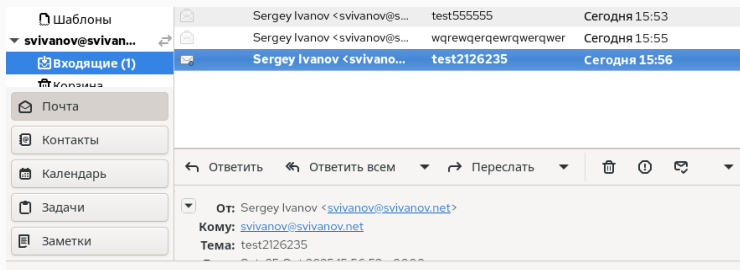 Шаблоны
svivanov@svivan...
Входящие (1)
Корзина
Почта
Контакты
Календарь
Задачи
Заметки
Sergey Ivanov <svivanov@s... test555555 Сегодня 15:53
Sergey Ivanov <svivanov@s... wqrewqerqewrqwerqwer Сегодня 15:55
Sergey Ivanov <svivano... test2126235 Сегодня 15:56
Ответить Ответить всем Переслать
От: Sergey Ivanov <svivanov@svivanov.net>
Кому: svivanov@svivanov.net
Тема: test2126235